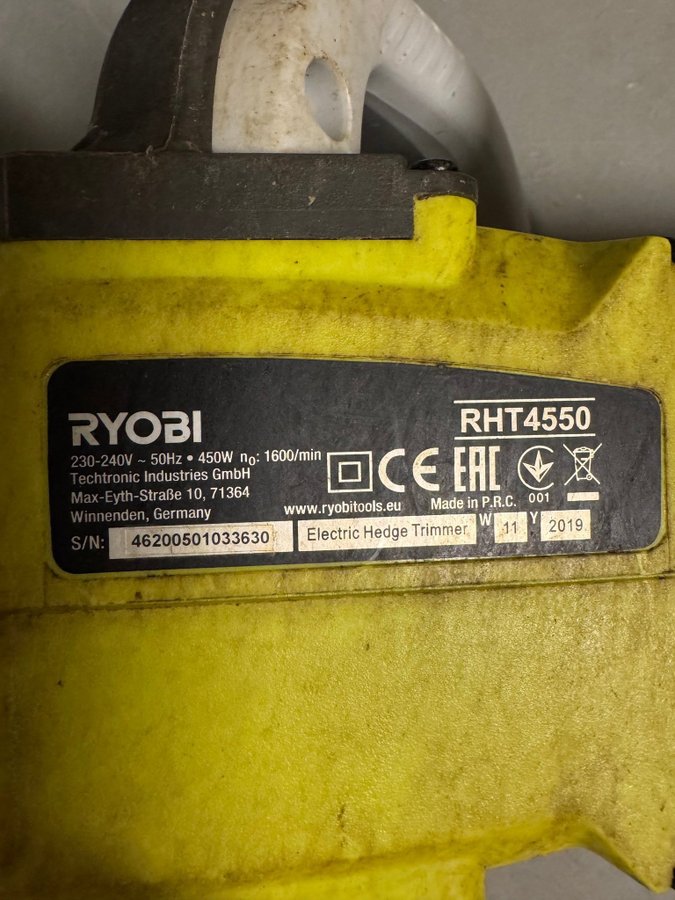 RYOBI
RHT4550
230-240V ~ 50Hz • 450W n₀: 1600/min
Techtronic Industries GmbH
Max-Eyth-Straße 10, 71364
Winnenden, Germany
www.ryobitools.eu
CE EAC
Made in P.R.C. 001
S/N: 46200501033630 Electric Hedge Trimmer W 11 Y 2019